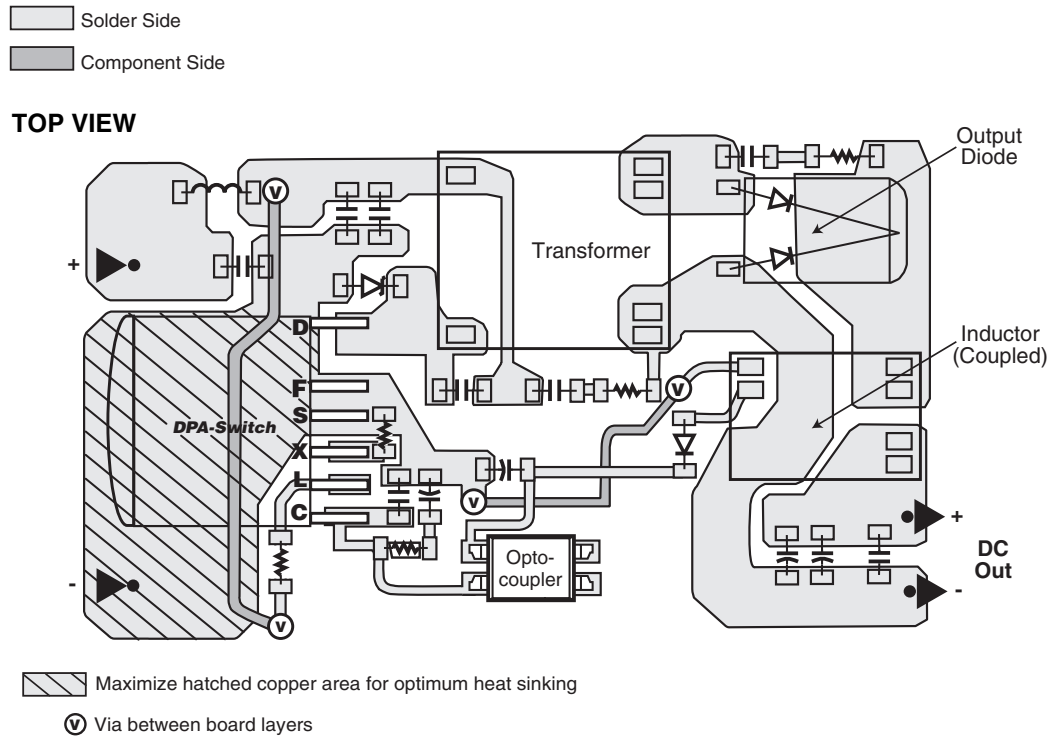 Solder Side
Component Side
TOP VIEW
Output
Diode
V
Transformer
+
D
Inductor
(Coupled)
F
V
S
DPA-Switch
X
L
V
C
+
Opto-
coupler
DC
Out
-
-
V
Maximize hatched copper area for optimum heat sinking
V Via between board layers